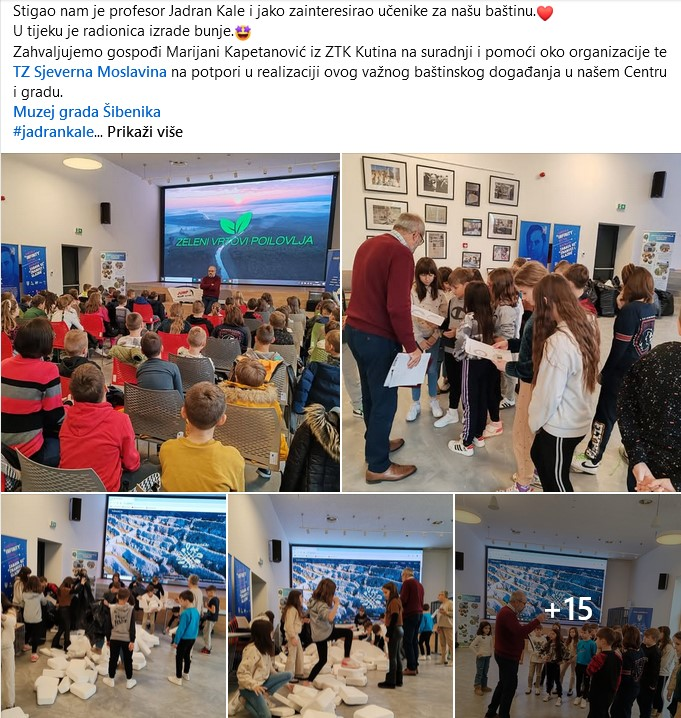 Stigao nam je profesor Jadran Kale i jako zainteresirao učenike za našu baštinu.❤️
U tijeku je radionica izrade bunje.🤩
Zahvaljujemo gospođi Marijani Kapetanović iz ZTK Kutina na suradnji i pomoći oko organizacije te
TZ Sjeverna Moslavina na potpori u realizaciji ovog važnog baštinskog događanja u našem Centru
i gradu.
Muzej grada Šibenika
#jadrankale... Prikaži više
ZELENI VRTOVI POILOVLJA
+15